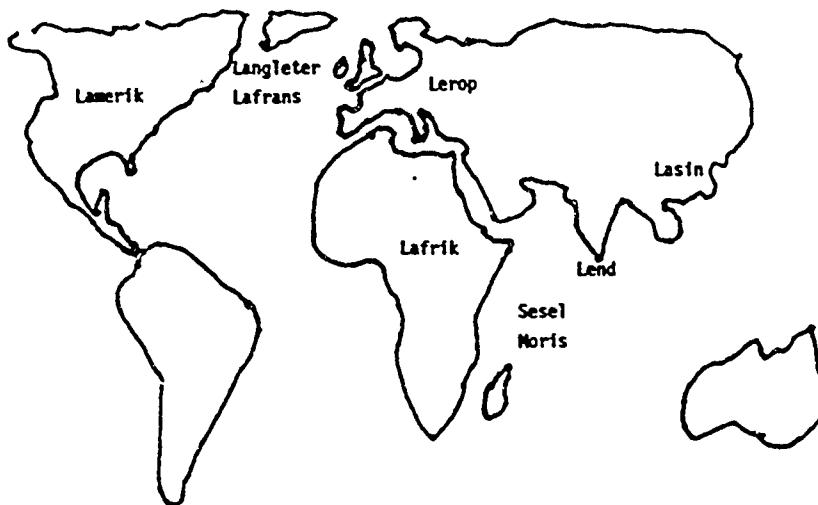 Lamerik
Langleter
Lafrans
Lerop
Lasin
Lafrik
Lend
Sesel
Moris